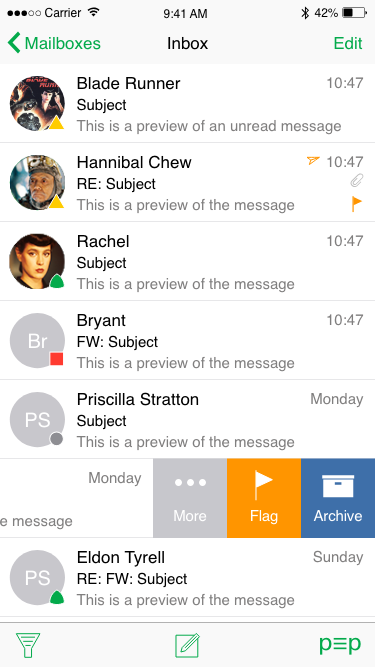 Carrier 9:41 AM 42%
Mailboxes Inbox Edit
Blade Runner 10:47
Subject
This is a preview of an unread message
Hannibal Chew 10:47
RE: Subject
This is a preview of the message
Rachel 10:47
Subject
This is a preview of the message
Br
Bryant 10:47
FW: Subject
This is a preview of the message
PS
Priscilla Stratton Monday
Subject
This is a preview of the message
Monday
e message
More Flag Archive
PS
Eldon Tyrell Sunday
RE: FW: Subject
This is a preview of the message
p≡p